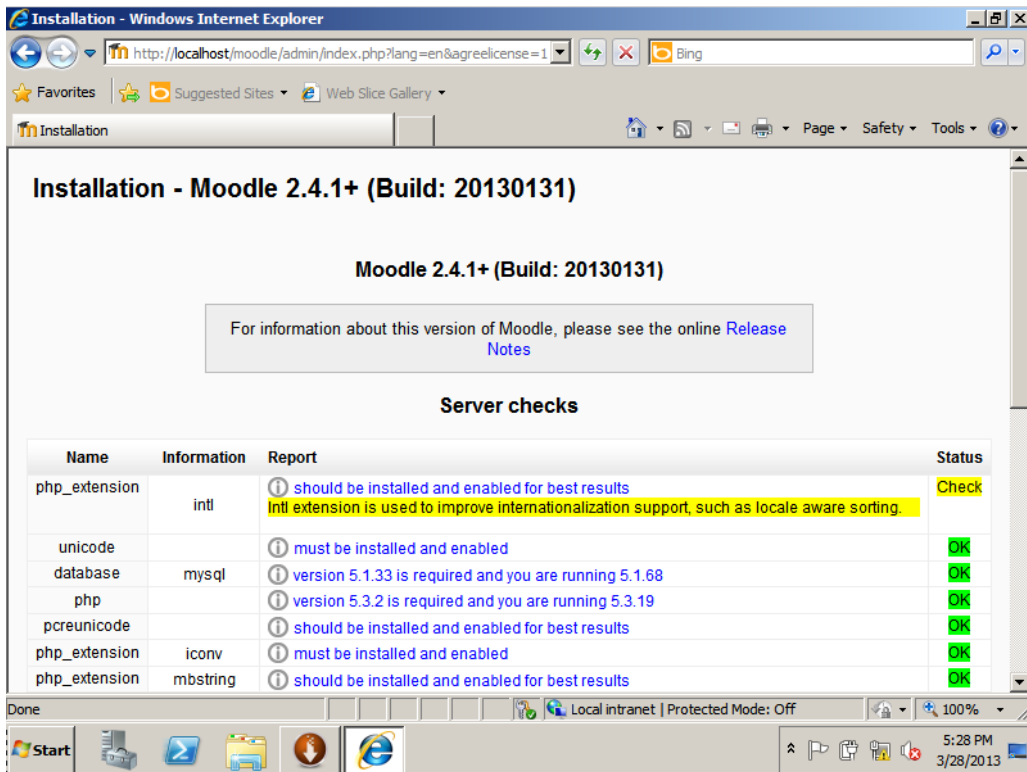 Installation - Windows Internet Explorer
http://localhost/moodle/admin/index.php?lang=en&agreelicense=1
Bing
Favorites
Suggested Sites
Web Slice Gallery
Installation
Page
Safety
Tools
Installation - Moodle 2.4.1+ (Build: 20130131)
Moodle 2.4.1+ (Build: 20130131)
For information about this version of Moodle, please see the online Release
Notes
Server checks
Name Information Report Status
php_extension intl should be installed and enabled for best results Check
Intl extension is used to improve internationalization support, such as locale aware sorting.
unicode must be installed and enabled OK
database mysql version 5.1.33 is required and you are running 5.1.68 OK
php version 5.3.2 is required and you are running 5.3.19 OK
pcreunicode should be installed and enabled for best results OK
php_extension iconv must be installed and enabled OK
php_extension mbstring should be installed and enabled for best results OK
Done Local intranet | Protected Mode: Off 100%
Start
5:28 PM
3/28/2013